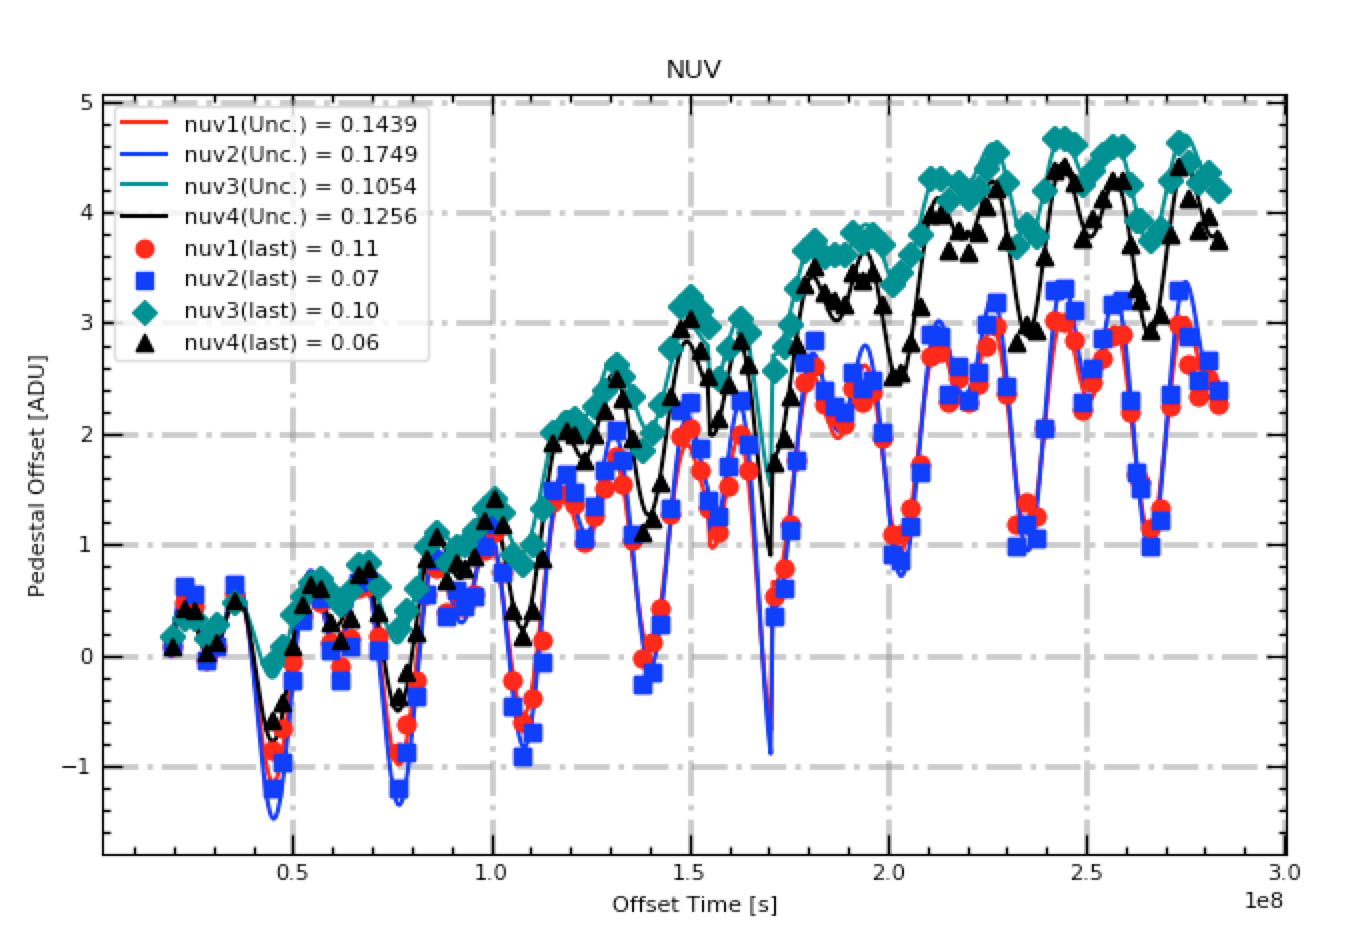 NUV
5
4
3
2
1
0
−1
Pedestal Offset [ADU]
nuv1(Unc.) = 0.1439
nuv2(Unc.) = 0.1749
nuv3(Unc.) = 0.1054
nuv4(Unc.) = 0.1256
nuv1(last) = 0.11
nuv2(last) = 0.07
nuv3(last) = 0.10
nuv4(last) = 0.06
0.5 1.0 1.5 2.0 2.5 3.0
1e8
Offset Time [s]